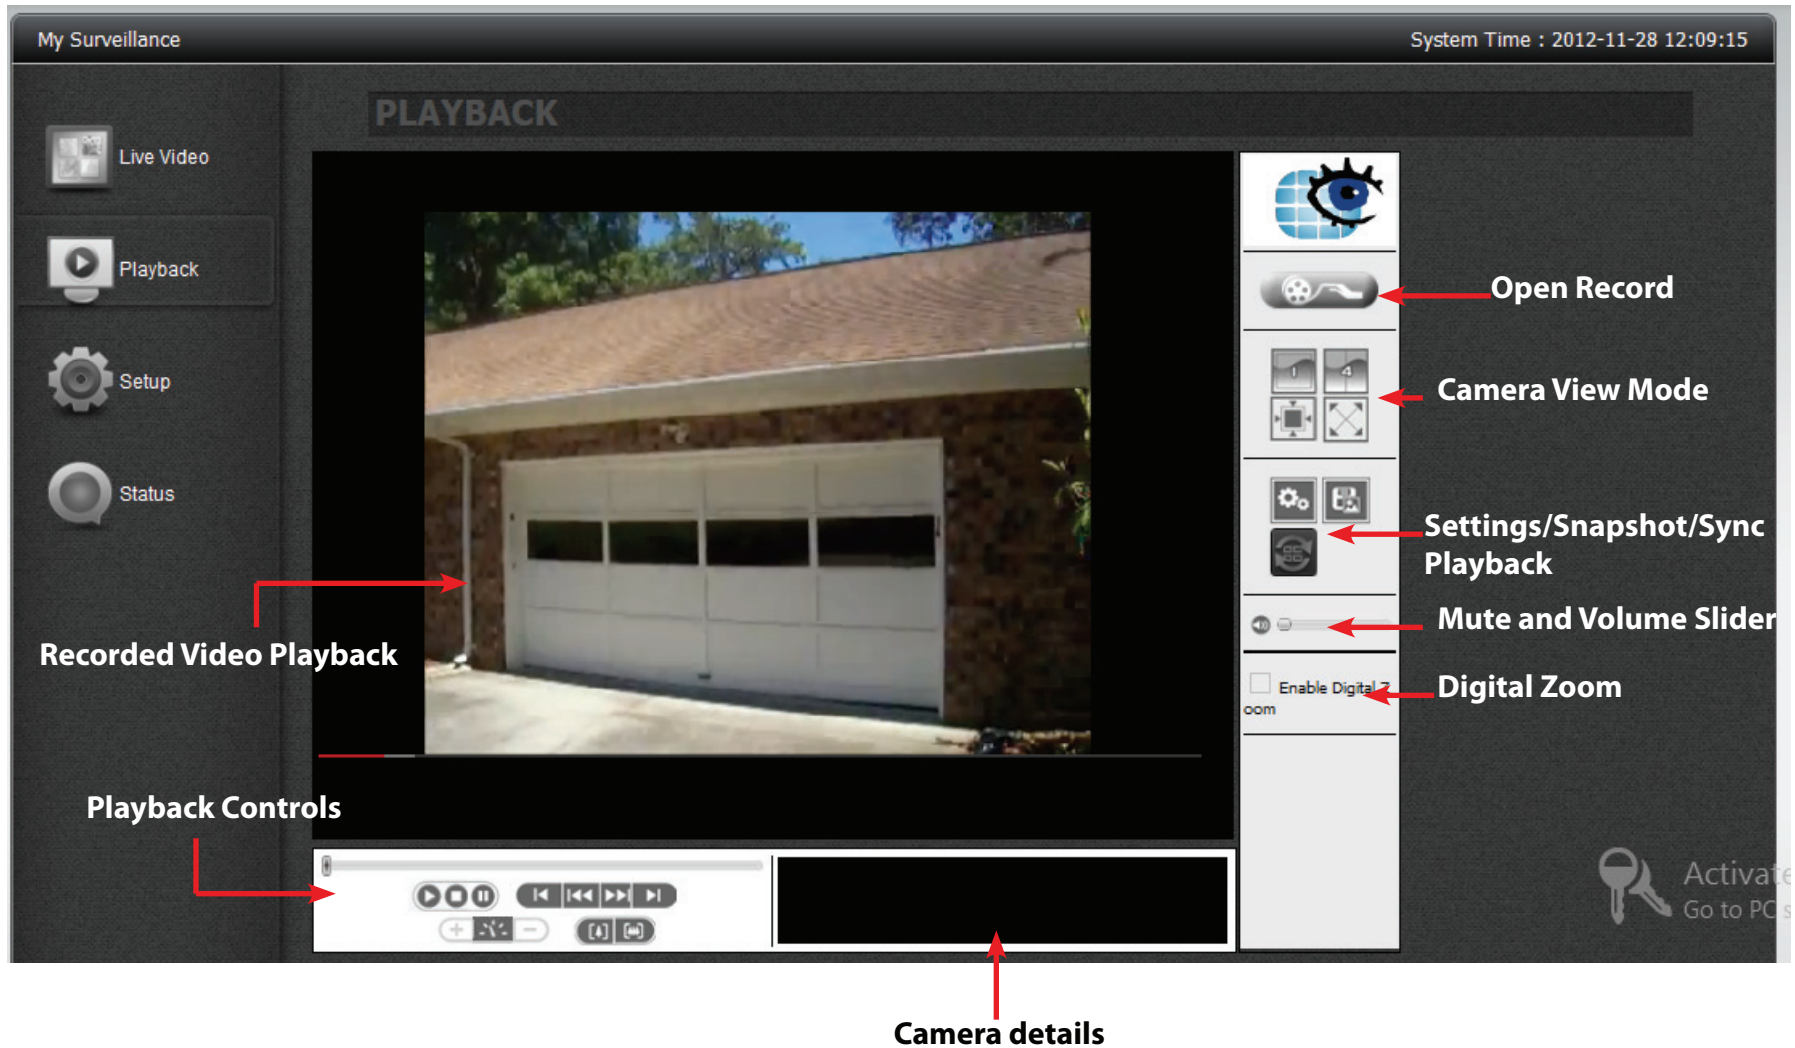 My Surveillance
System Time : 2012-11-28 12:09:15
PLAYBACK
Live Video
Playback
Setup
Status
Open Record
1 4
Camera View Mode
Settings/Snapshot/Sync
Playback
Mute and Volume Slider
Enable Digital Z
oom
Digital Zoom
Recorded Video Playback
Playback Controls
Activate
Go to PC s
Camera details